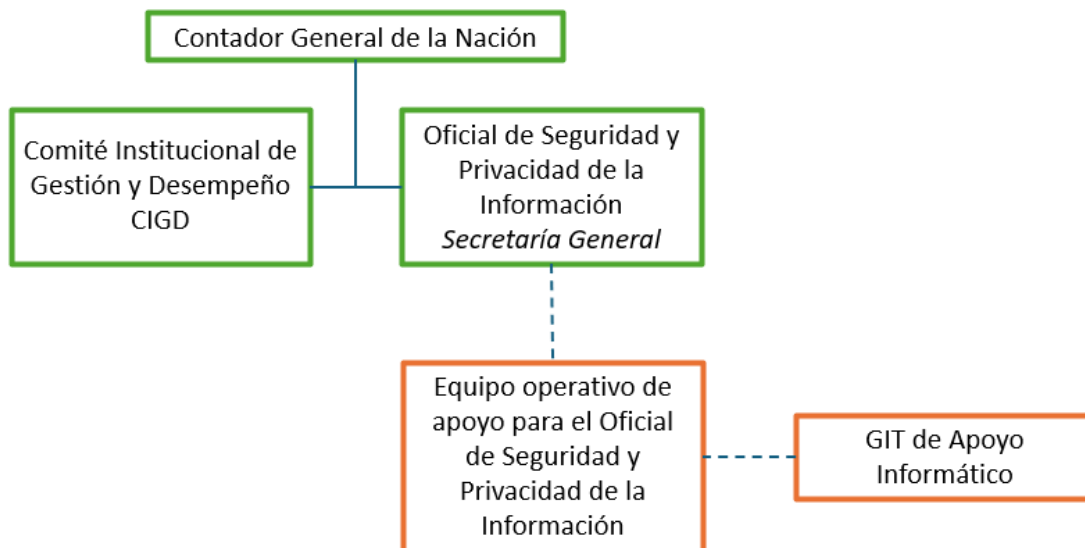 Contador General de la Nación
Comité Institucional de
Gestión y Desempeño
CIGD
Oficial de Seguridad y
Privacidad de la
Información
Secretaría General
Equipo operativo de
apoyo para el Oficial
de Seguridad y
Privacidad de la
Información
GIT de Apoyo
Informático